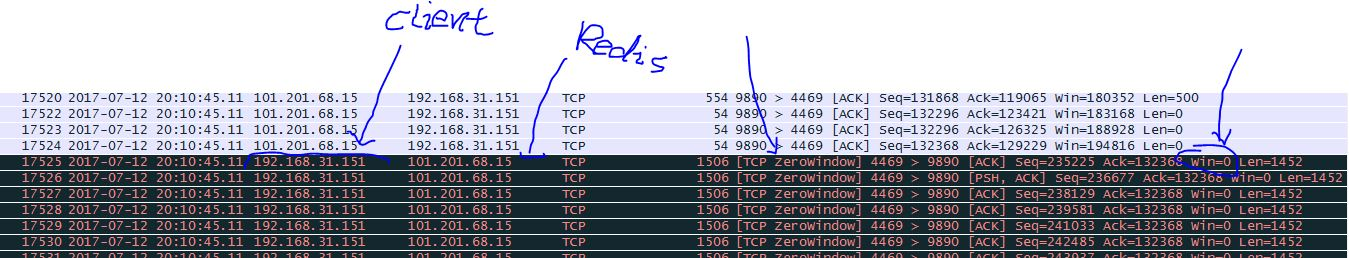 client
Redis
17520 2017-07-12 20:10:45.11 101.201.68.15 192.168.31.151 TCP 554 9890 > 4469 [ACK] Seq=131868 Ack=119065 Win=180352 Len=500
17522 2017-07-12 20:10:45.11 101.201.68.15 192.168.31.151 TCP 54 9890 > 4469 [ACK] Seq=132296 Ack=123421 Win=183168 Len=0
17523 2017-07-12 20:10:45.11 101.201.68.15 192.168.31.151 TCP 54 9890 > 4469 [ACK] Seq=132296 Ack=126325 Win=188928 Len=0
17524 2017-07-12 20:10:45.11 101.201.68.15 192.168.31.151 TCP 54 9890 > 4469 [ACK] Seq=132368 Ack=129229 Win=194816 Len=0
17525 2017-07-12 20:10:45.11 192.168.31.151 101.201.68.15 TCP 1506 [TCP ZeroWindow] 4469 > 9890 [ACK] Seq=235225 Ack=132368 Win=0 Len=1452
17526 2017-07-12 20:10:45.11 192.168.31.151 101.201.68.15 TCP 1506 [TCP ZeroWindow] 4469 > 9890 [PSH, ACK] Seq=236677 Ack=132368 Win=0 Len=1452
17527 2017-07-12 20:10:45.11 192.168.31.151 101.201.68.15 TCP 1506 [TCP ZeroWindow] 4469 > 9890 [ACK] Seq=238129 Ack=132368 Win=0 Len=1452
17528 2017-07-12 20:10:45.11 192.168.31.151 101.201.68.15 TCP 1506 [TCP ZeroWindow] 4469 > 9890 [ACK] Seq=239581 Ack=132368 Win=0 Len=1452
17529 2017-07-12 20:10:45.11 192.168.31.151 101.201.68.15 TCP 1506 [TCP ZeroWindow] 4469 > 9890 [ACK] Seq=241033 Ack=132368 Win=0 Len=1452
17530 2017-07-12 20:10:45.11 192.168.31.151 101.201.68.15 TCP 1506 [TCP ZeroWindow] 4469 > 9890 [ACK] Seq=242485 Ack=132368 Win=0 Len=1452